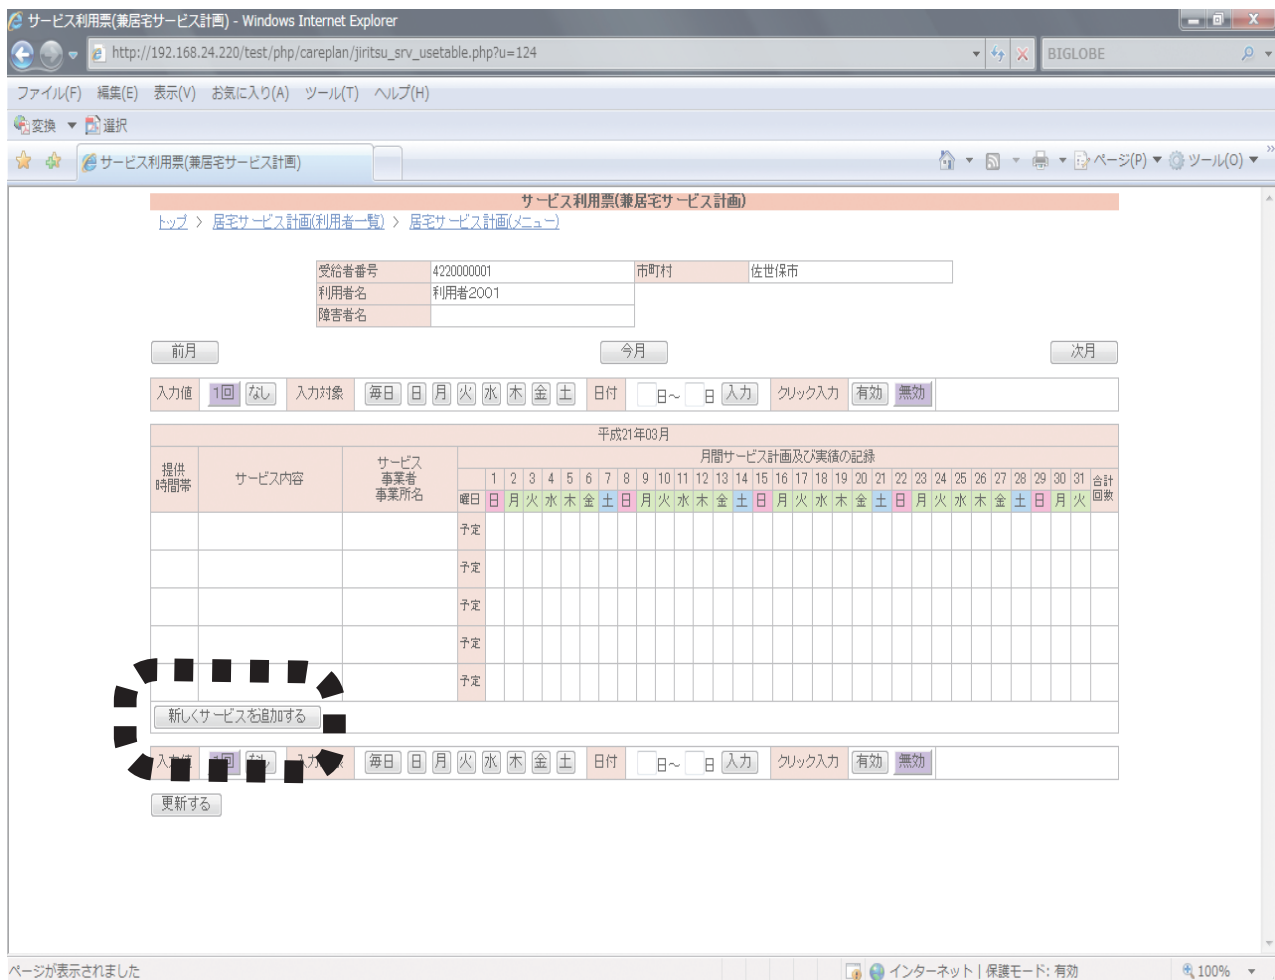 サービス利用票(兼居宅サービス計画) - Windows Internet Explorer
http://192.168.24.220/test/php/careplan/jiritsu_srv_usetable.php?u=124
BIGLOBE
ファイル(F) 編集(E) 表示(V) お気に入り(A) ツール(T) ヘルプ(H)
変換 選択
サービス利用票(兼居宅サービス計画)
ページ(P) ツール(O) »
サービス利用票(兼居宅サービス計画)
トップ > 居宅サービス計画(利用者一覧) > 居宅サービス計画(メニュー)
受給者番号 4220000001 市町村 佐世保市
利用者名 利用者2001
障害者名
前月 今月 次月
入力値 1回 なし 入力対象 毎日 日 月 火 水 木 金 土 日付 日～ 日 入力 クリック入力 有効 無効
平成21年03月
提供時間帯 サービス内容 サービス事業者事業所名 月間サービス計画及び実績の記録
1 2 3 4 5 6 7 8 9 10 11 12 13 14 15 16 17 18 19 20 21 22 23 24 25 26 27 28 29 30 31 合計回数
曜日 日 月 火 水 木 金 土 日 月 火 水 木 金 土 日 月 火 水 木 金 土 日 月 火 水 木 金 土 日 月 火
予定
予定
予定
予定
予定
新しくサービスを追加する
入力値 1回 なし 入力対象 毎日 日 月 火 水 木 金 土 日付 日～ 日 入力 クリック入力 有効 無効
更新する
ページが表示されました
インターネット | 保護モード: 有効 100%